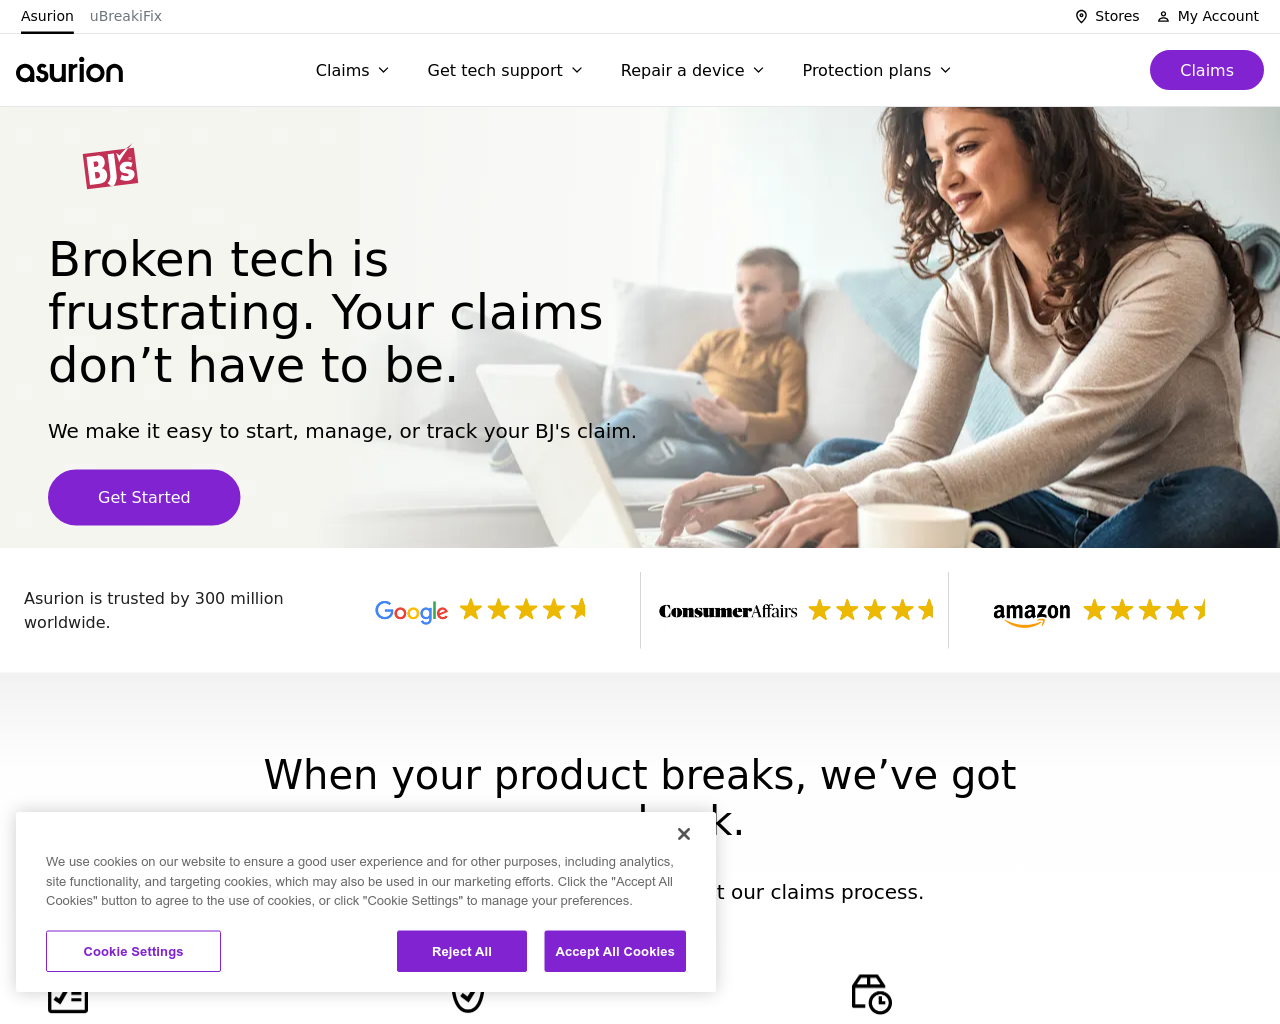 Asurion uBreakiFix
Stores My Account
asurion
Claims Get tech support Repair a device Protection plans
Claims
BJ's
Broken tech is
frustrating. Your claims
don’t have to be.
We make it easy to start, manage, or track your BJ's claim.
Get Started
Asurion is trusted by 300 million
worldwide.
Google
ConsumerAffairs
amazon
When your product breaks, we’ve got
k.
t our claims process.
We use cookies on our website to ensure a good user experience and for other purposes, including analytics,
site functionality, and targeting cookies, which may also be used in our marketing efforts. Click the "Accept All
Cookies" button to agree to the use of cookies, or click "Cookie Settings" to manage your preferences.
Cookie Settings
Reject All
Accept All Cookies